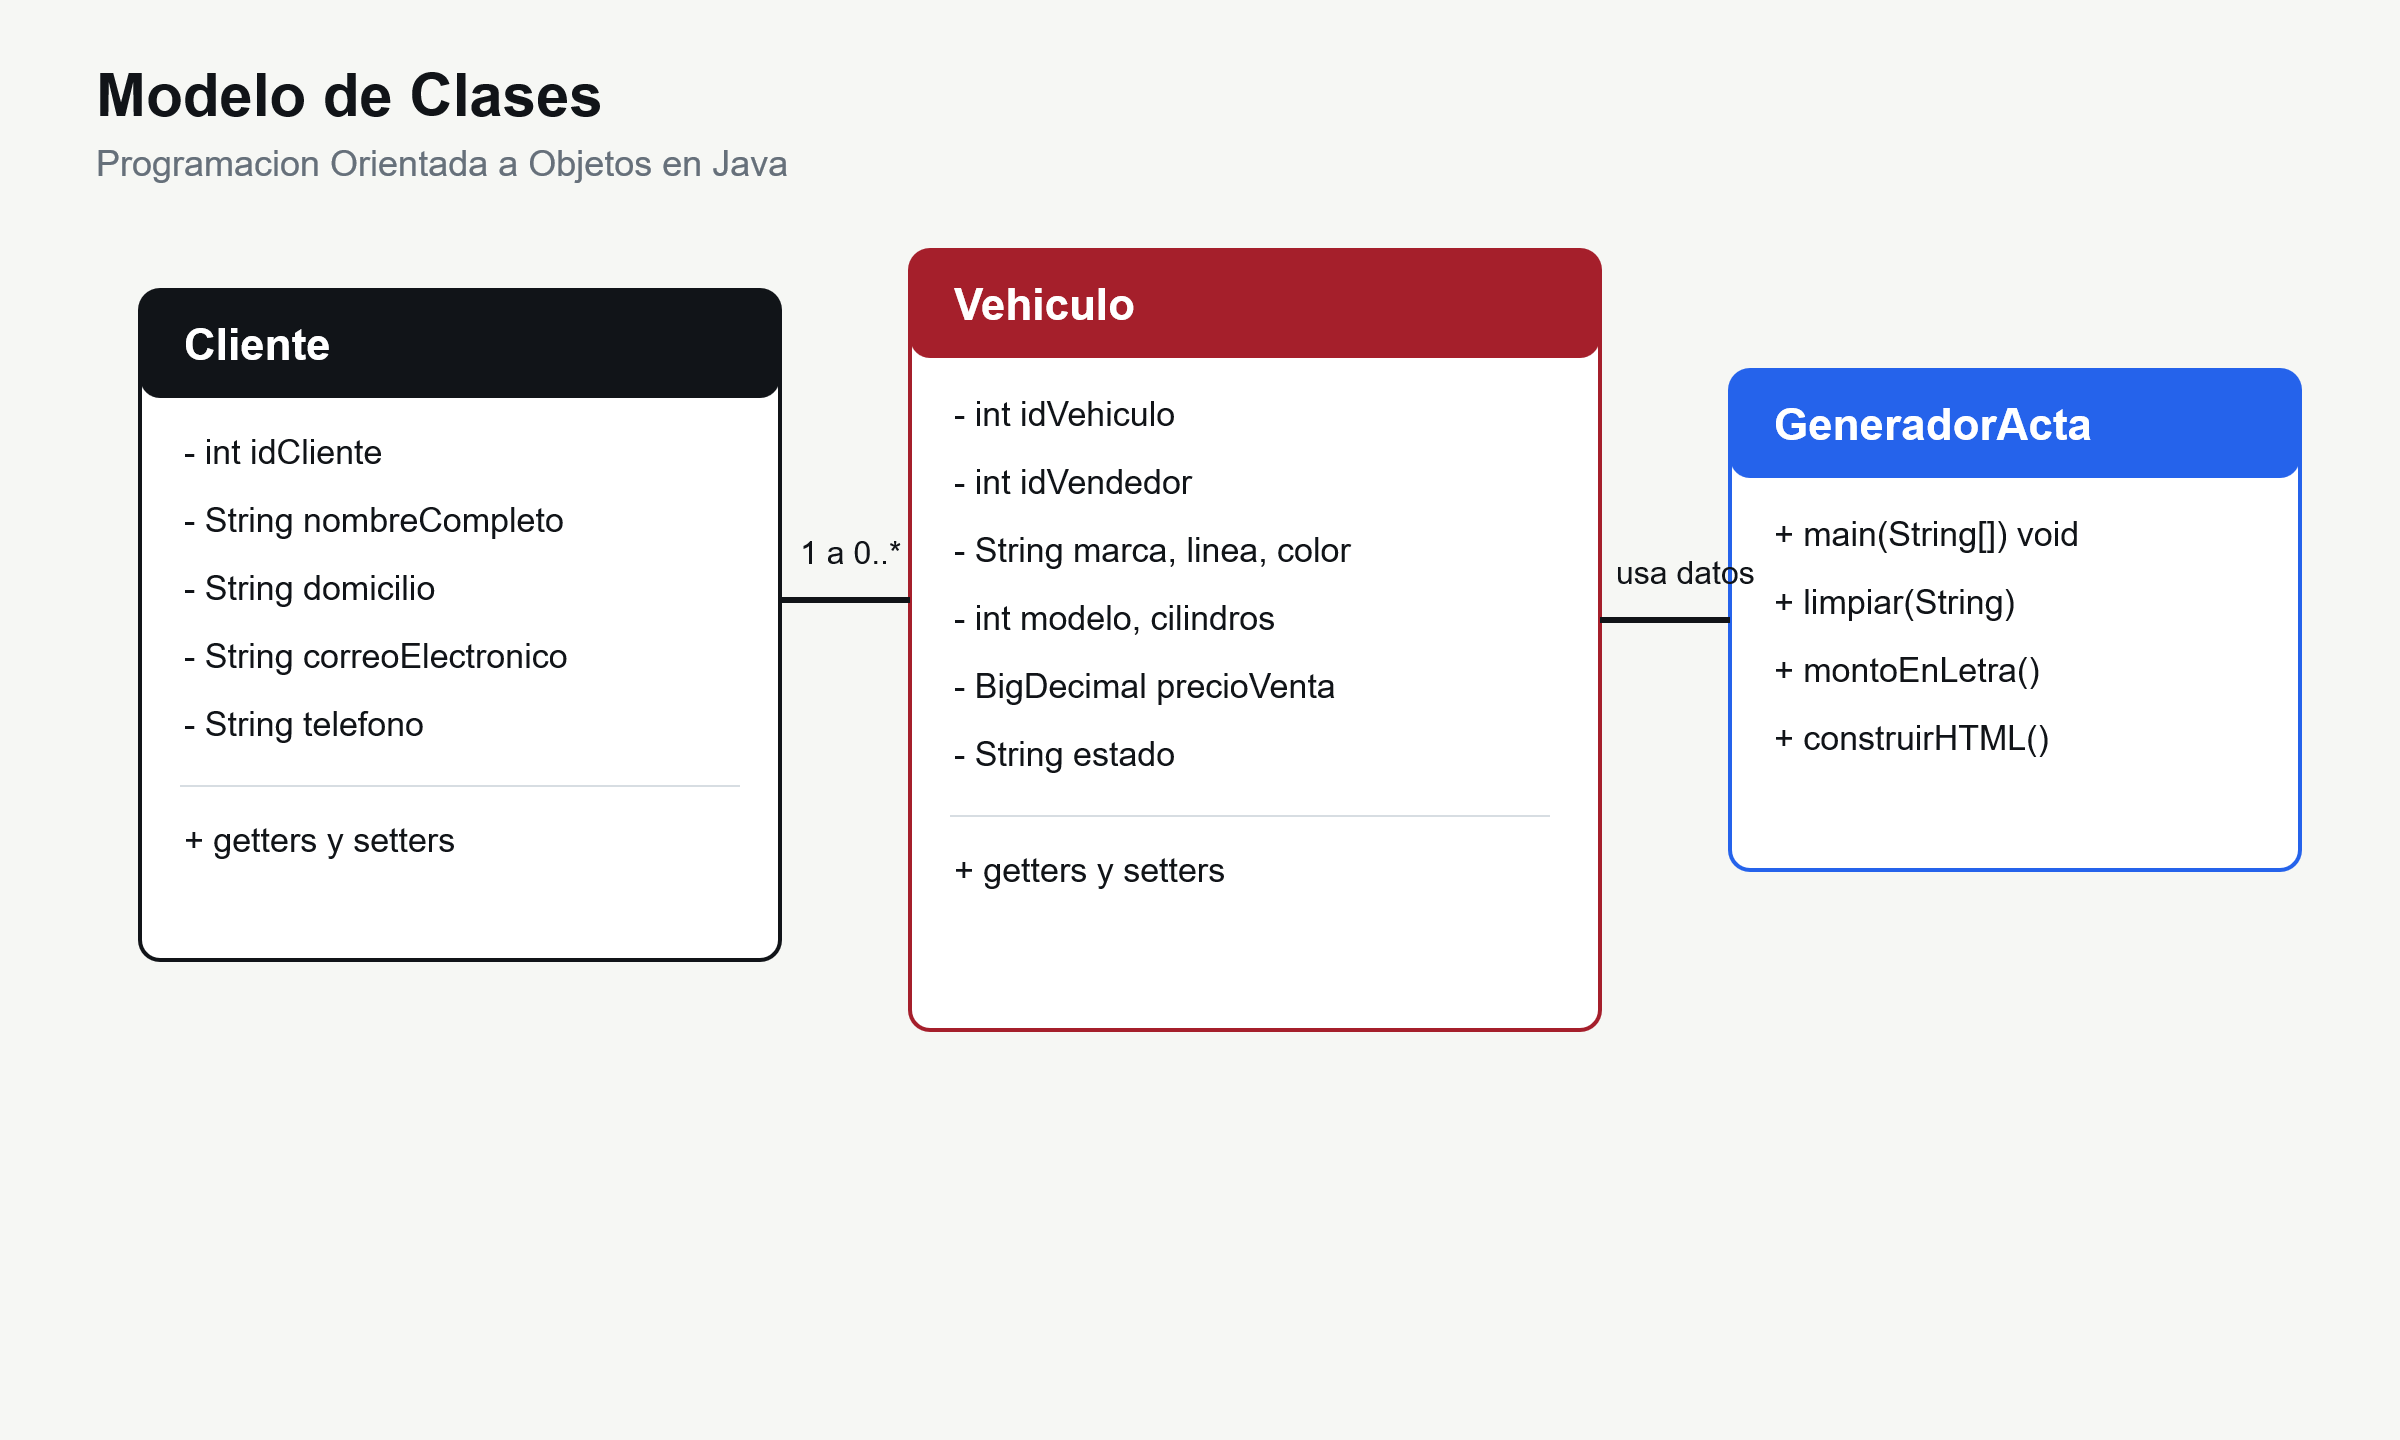 Modelo de Clases
Programacion Orientada a Objetos en Java
Cliente
- int idCliente
- String nombreCompleto
- String domicilio
- String correoElectronico
- String telefono
+ getters y setters
1 a 0..*
Vehiculo
- int idVehiculo
- int idVendedor
- String marca, linea, color
- int modelo, cilindros
- BigDecimal precioVenta
- String estado
+ getters y setters
usa datos
GeneradorActa
+ main(String[]) void
+ limpiar(String)
+ montoEnLetra()
+ construirHTML()